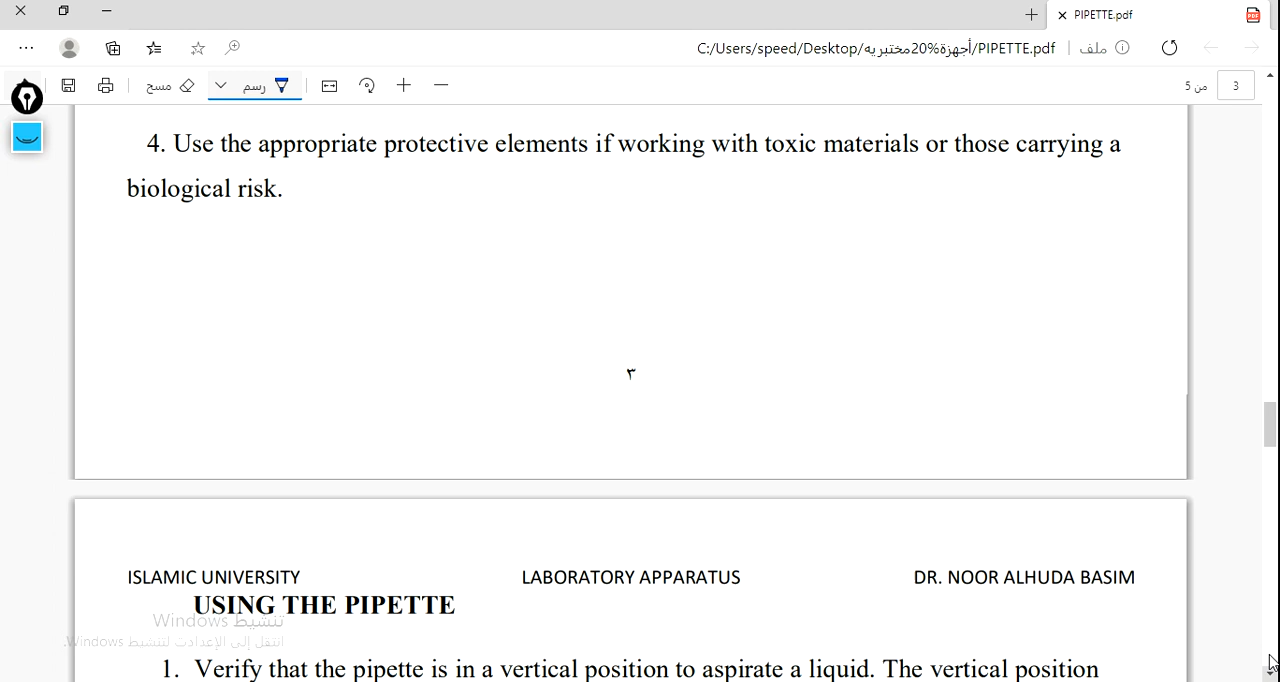 PIPETTE.pdf
C:/Users/speed/Desktop/أجهزة%20مختبريه/PIPETTE.pdf
ملف
مسح
رسم
5 من
3
4. Use the appropriate protective elements if working with toxic materials or those carrying a
biological risk.
٣
ISLAMIC UNIVERSITY LABORATORY APPARATUS DR. NOOR ALHUDA BASIM
USING THE PIPETTE
تنشيط Windows
انتقل إلى الإعدادت لتنشيط Windows.
1. Verify that the pipette is in a vertical position to aspirate a liquid. The vertical position